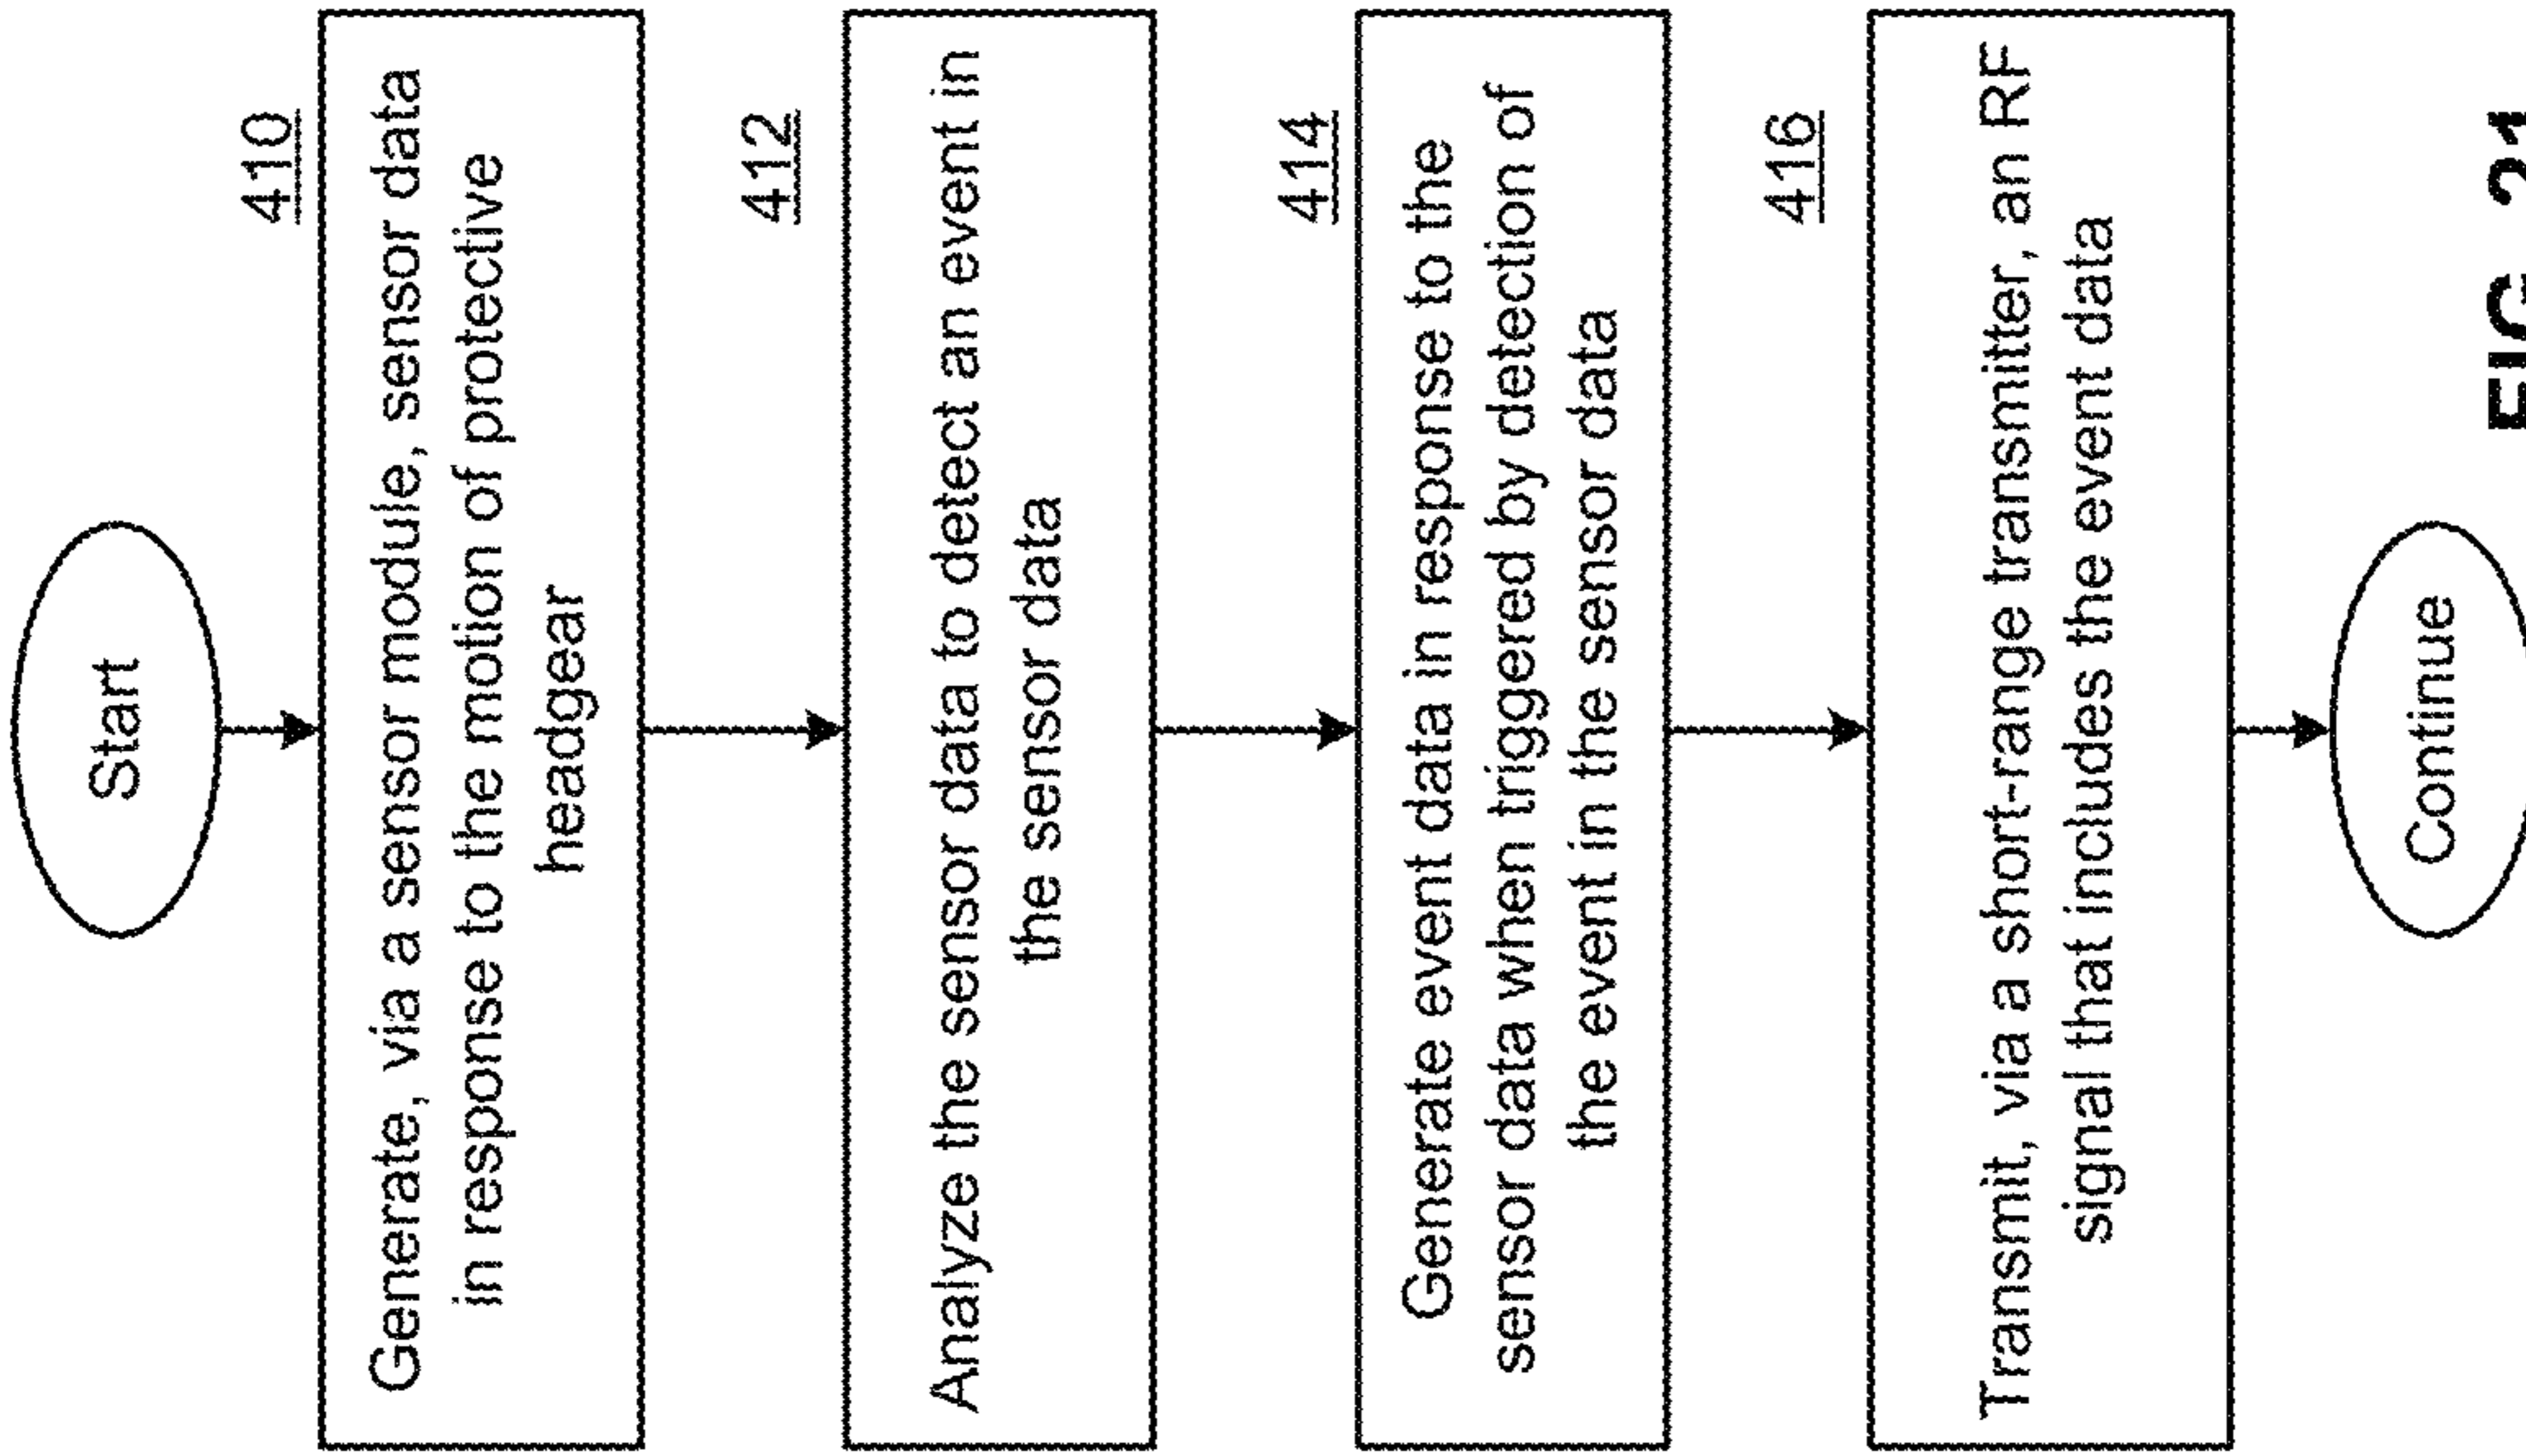 Start
410
Generate, via a sensor module, sensor data
in response to the motion of protective
headgear
412
Analyze the sensor data to detect an event in
the sensor data
414
Generate event data in response to the
sensor data when triggered by detection of
the event in the sensor data
416
Transmit, via a short-range transmitter, an RF
signal that includes the event data
Continue
FIG. 21